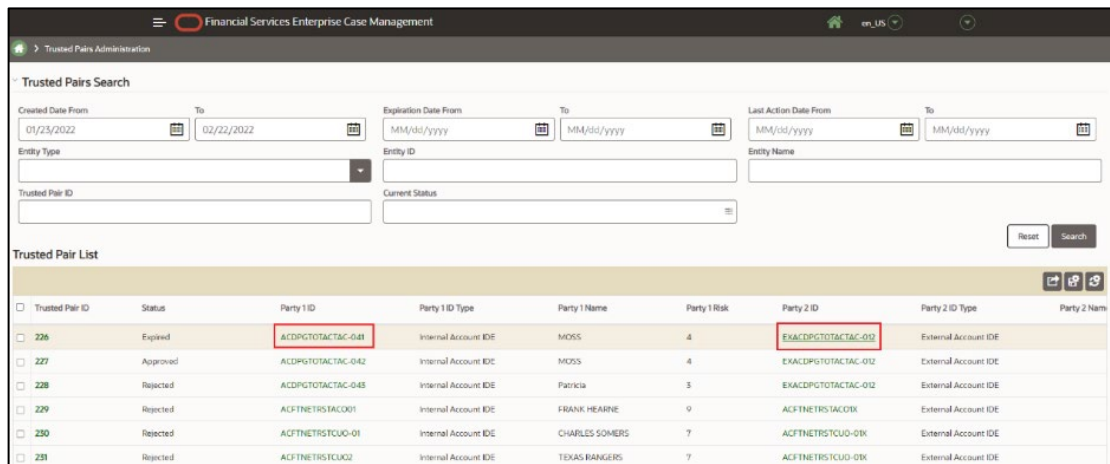 Financial Services Enterprise Case Management en_US
> Trusted Pairs Administration
Trusted Pairs Search
Created Date From To Expiration Date From To Last Action Date From To
01/23/2022 02/22/2022 MM/dd/yyyy MM/dd/yyyy MM/dd/yyyy MM/dd/yyyy
Entity Type Entity ID Entity Name
Trusted Pair ID Current Status
Reset Search
Trusted Pair List
Trusted Pair ID Status Party 1 ID Party 1 ID Type Party 1 Name Party 1 Risk Party 2 ID Party 2 ID Type Party 2 Nam
226 Expired ACDPGTOTACTAC-041 Internal Account IDE MOSS 4 EXACDPGTOTACTAC-012 External Account IDE
227 Approved ACDPGTOTACTAC-042 Internal Account IDE MOSS 4 EXACDPGTOTACTAC-012 External Account IDE
228 Rejected ACDPGTOTACTAC-043 Internal Account IDE Patricia 3 EXACDPGTOTACTAC-012 External Account IDE
229 Rejected ACFTNETRSTACO01 Internal Account IDE FRANK HEARNE 9 ACFTNETRSTACO1X External Account IDE
230 Rejected ACFTNETRSTCUO-01 Internal Account IDE CHARLES SOMERS 7 ACFTNETRSTCUO-01X External Account IDE
231 Rejected ACFTNETRSTCUO2 Internal Account IDE TEXAS RANGERS 7 ACFTNETRSTCUO-01X External Account IDE